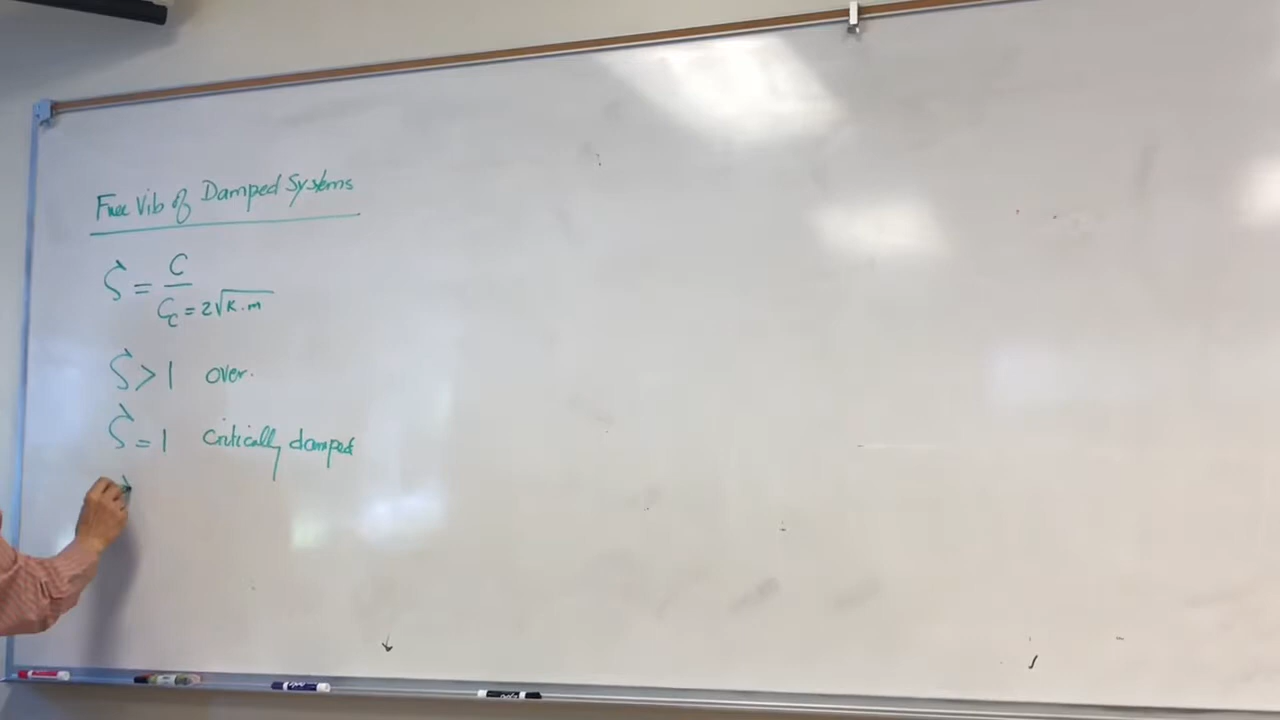 Free Vib of Damped Systems
ζ = C / C_c = 2√K.m
ζ > 1 over.
ζ = 1 Critically damped